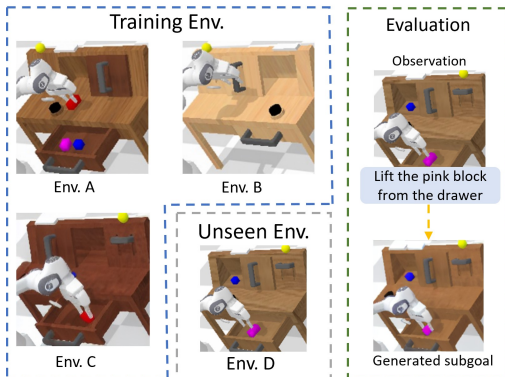 Training Env.
Env. A
Env. B
Env. C
Unseen Env.
Env. D
Evaluation
Observation
Lift the pink block
from the drawer
Generated subgoal